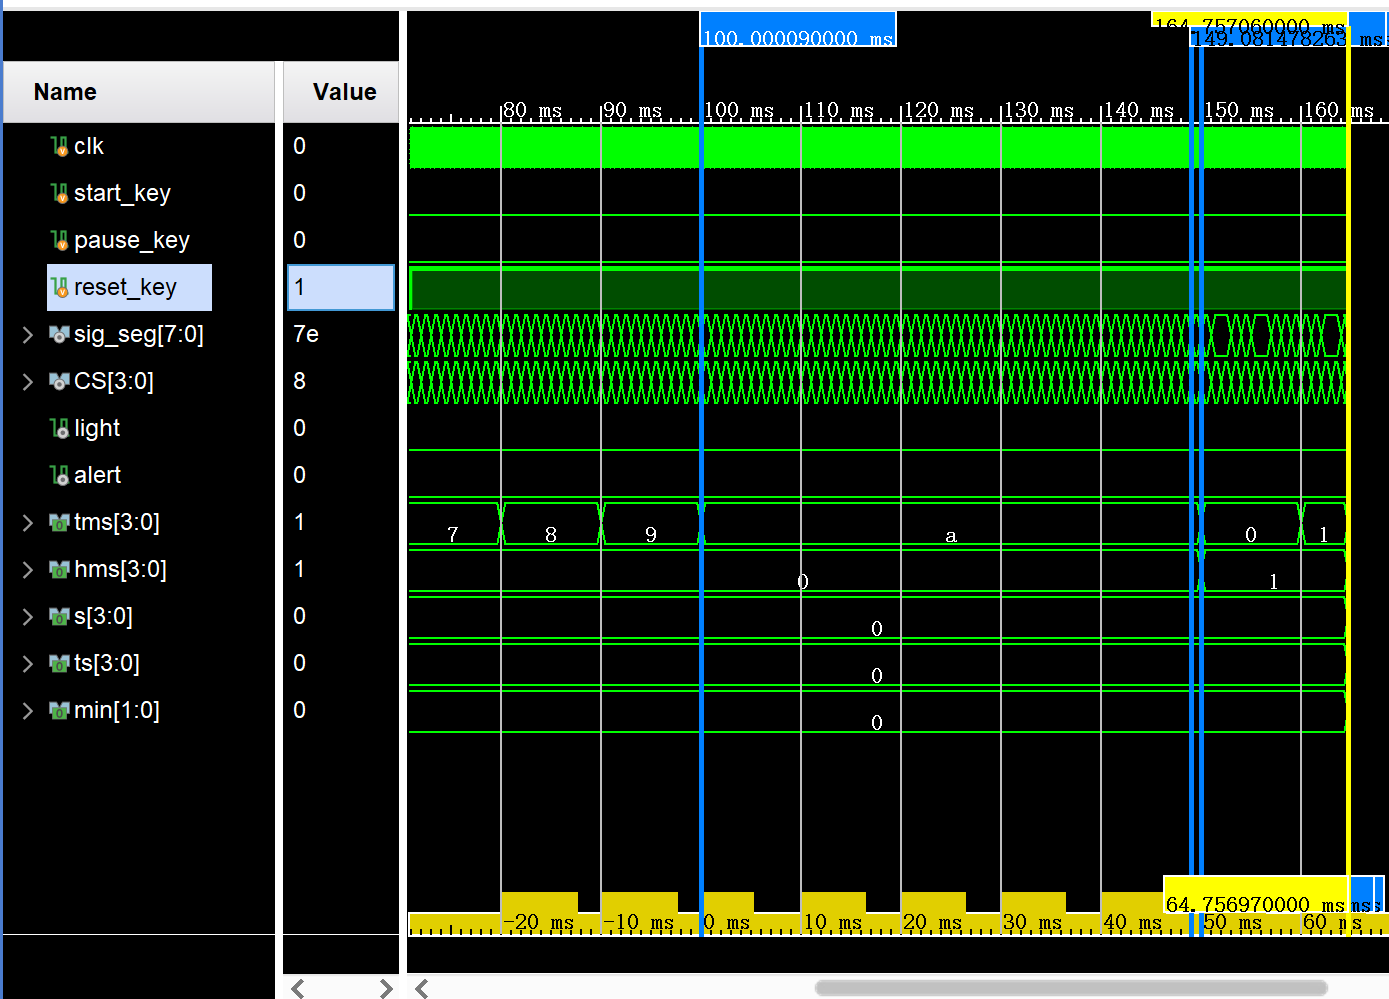 164.757060000 ms
100.000090000 ms
149.081478263 ms
Name Value
80 ms 90 ms 100 ms 110 ms 120 ms 130 ms 140 ms 150 ms 160 ms
clk 0
start_key 0
pause_key 0
reset_key 1
sig_seg[7:0] 7e
CS[3:0] 8
light 0
alert 0
tms[3:0] 1 7 8 9 a 0 1
hms[3:0] 1 0 1
s[3:0] 0 0
ts[3:0] 0 0
min[1:0] 0 0
64.756970000 ms
-20 ms -10 ms 0 ms 10 ms 20 ms 30 ms 40 ms 50 ms 60 ms